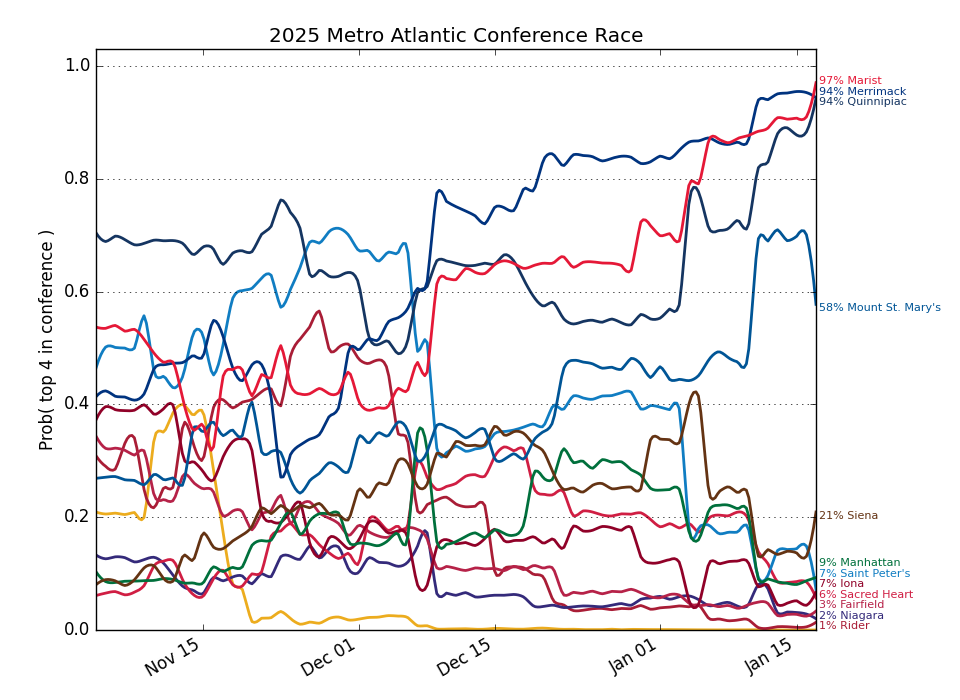 2025 Metro Atlantic Conference Race
Prob( top 4 in conference )
1.0
0.8
0.6
0.4
0.2
0.0
Nov 15
Dec 01
Dec 15
Jan 01
Jan 15
97% Marist
94% Merrimack
94% Quinnipiac
58% Mount St. Mary's
21% Siena
9% Manhattan
7% Saint Peter's
7% Iona
6% Sacred Heart
3% Fairfield
2% Niagara
1% Rider